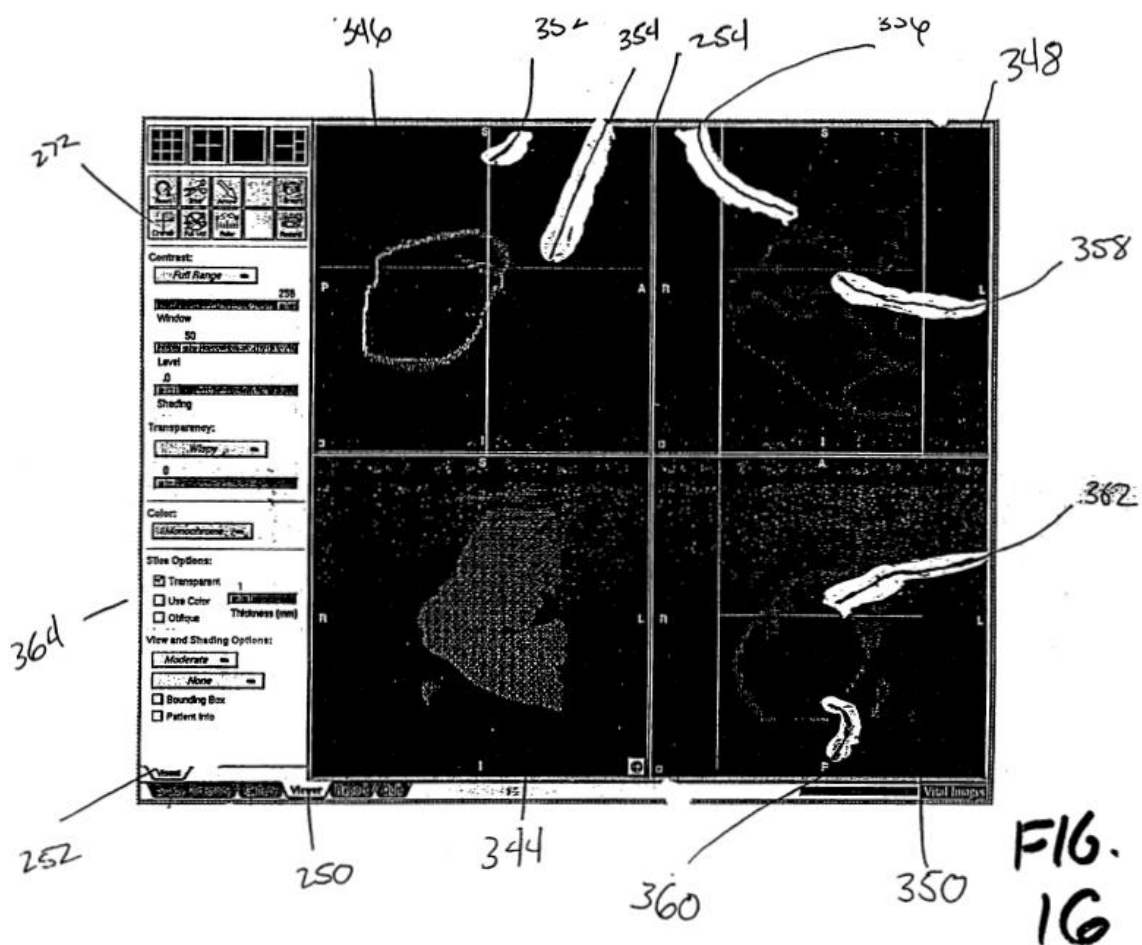 346 352 354 254 356 348
272
358
362
364
252
250
344
360
350
FIG.
16
Contrast:
Full Range
255
Window
50
Level
.0
Shading
Transparency:
Wispy
0
Color:
Monochrome
Slice Options:
Transparent
1
Use Color
Thickness (mm)
Oblique
View and Shading Options:
Moderate
None
Bounding Box
Patient Info
Visual
Viewer
Vital Images
S
P
A
I
S
R
L
I
S
R
L
I
A
R
L
P